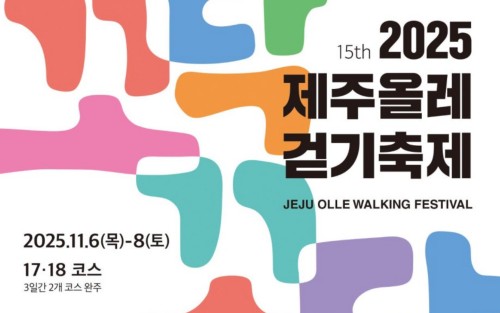 15th 2025
제주올레
걷기축제
JEJU OLLE WALKING FESTIVAL
2025.11.6(목)-8(토)
17·18 코스
3일간 2개 코스 완주